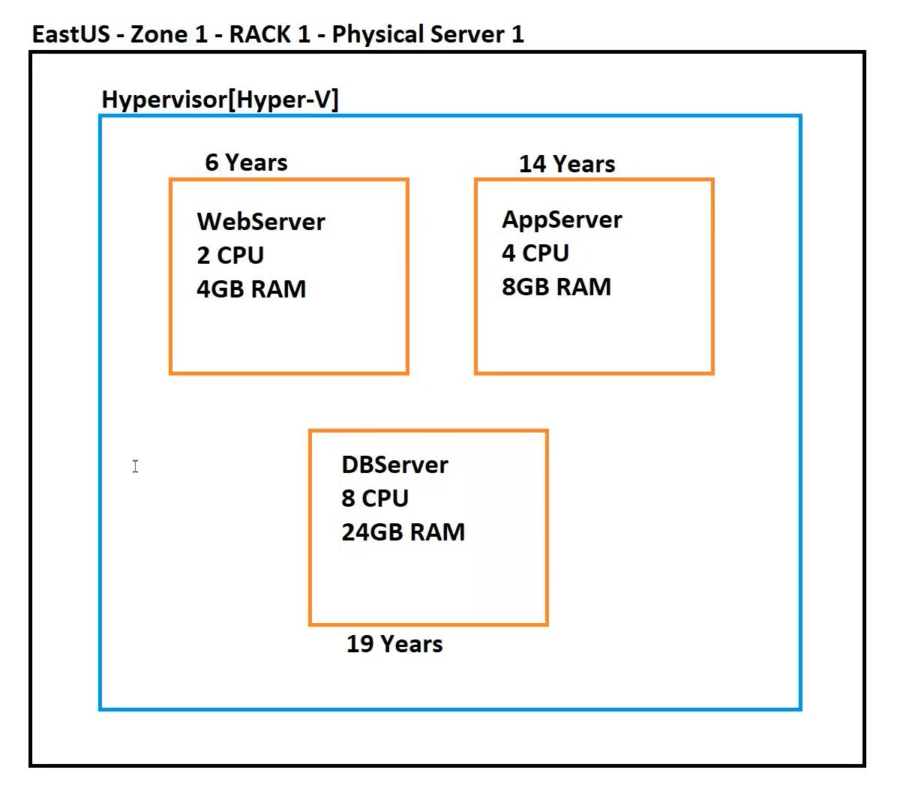 EastUS - Zone 1 - RACK 1 - Physical Server 1
Hypervisor[Hyper-V]
6 Years
WebServer
2 CPU
4GB RAM
14 Years
AppServer
4 CPU
8GB RAM
DBServer
8 CPU
24GB RAM
19 Years